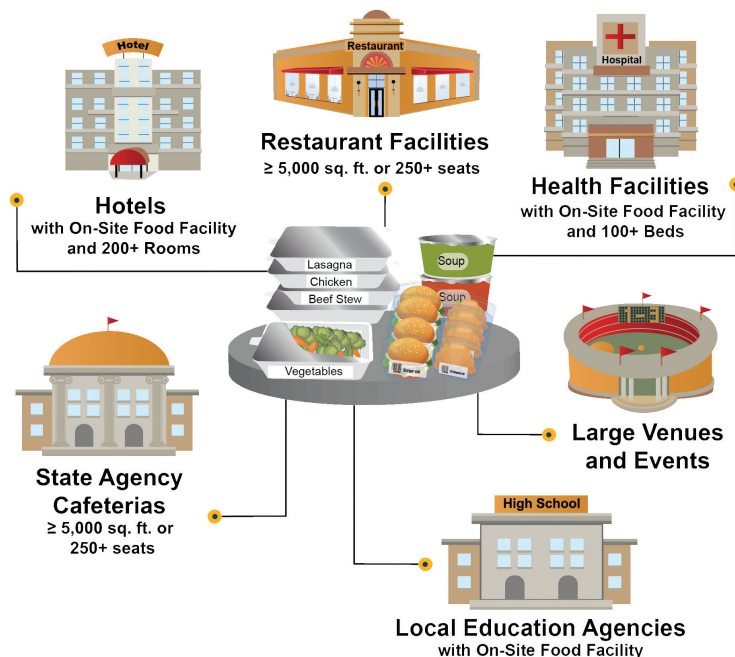 Hotel
Restaurant
Hospital
Restaurant Facilities
≥ 5,000 sq. ft. or 250+ seats
Hotels
with On-Site Food Facility
and 200+ Rooms
Health Facilities
with On-Site Food Facility
and 100+ Beds
Lasagna
Chicken
Beef Stew
Vegetables
Soup
Soup
1-3
State Agency
Cafeterias
≥ 5,000 sq. ft. or
250+ seats
Large Venues
and Events
High School
Local Education Agencies
with On-Site Food Facility